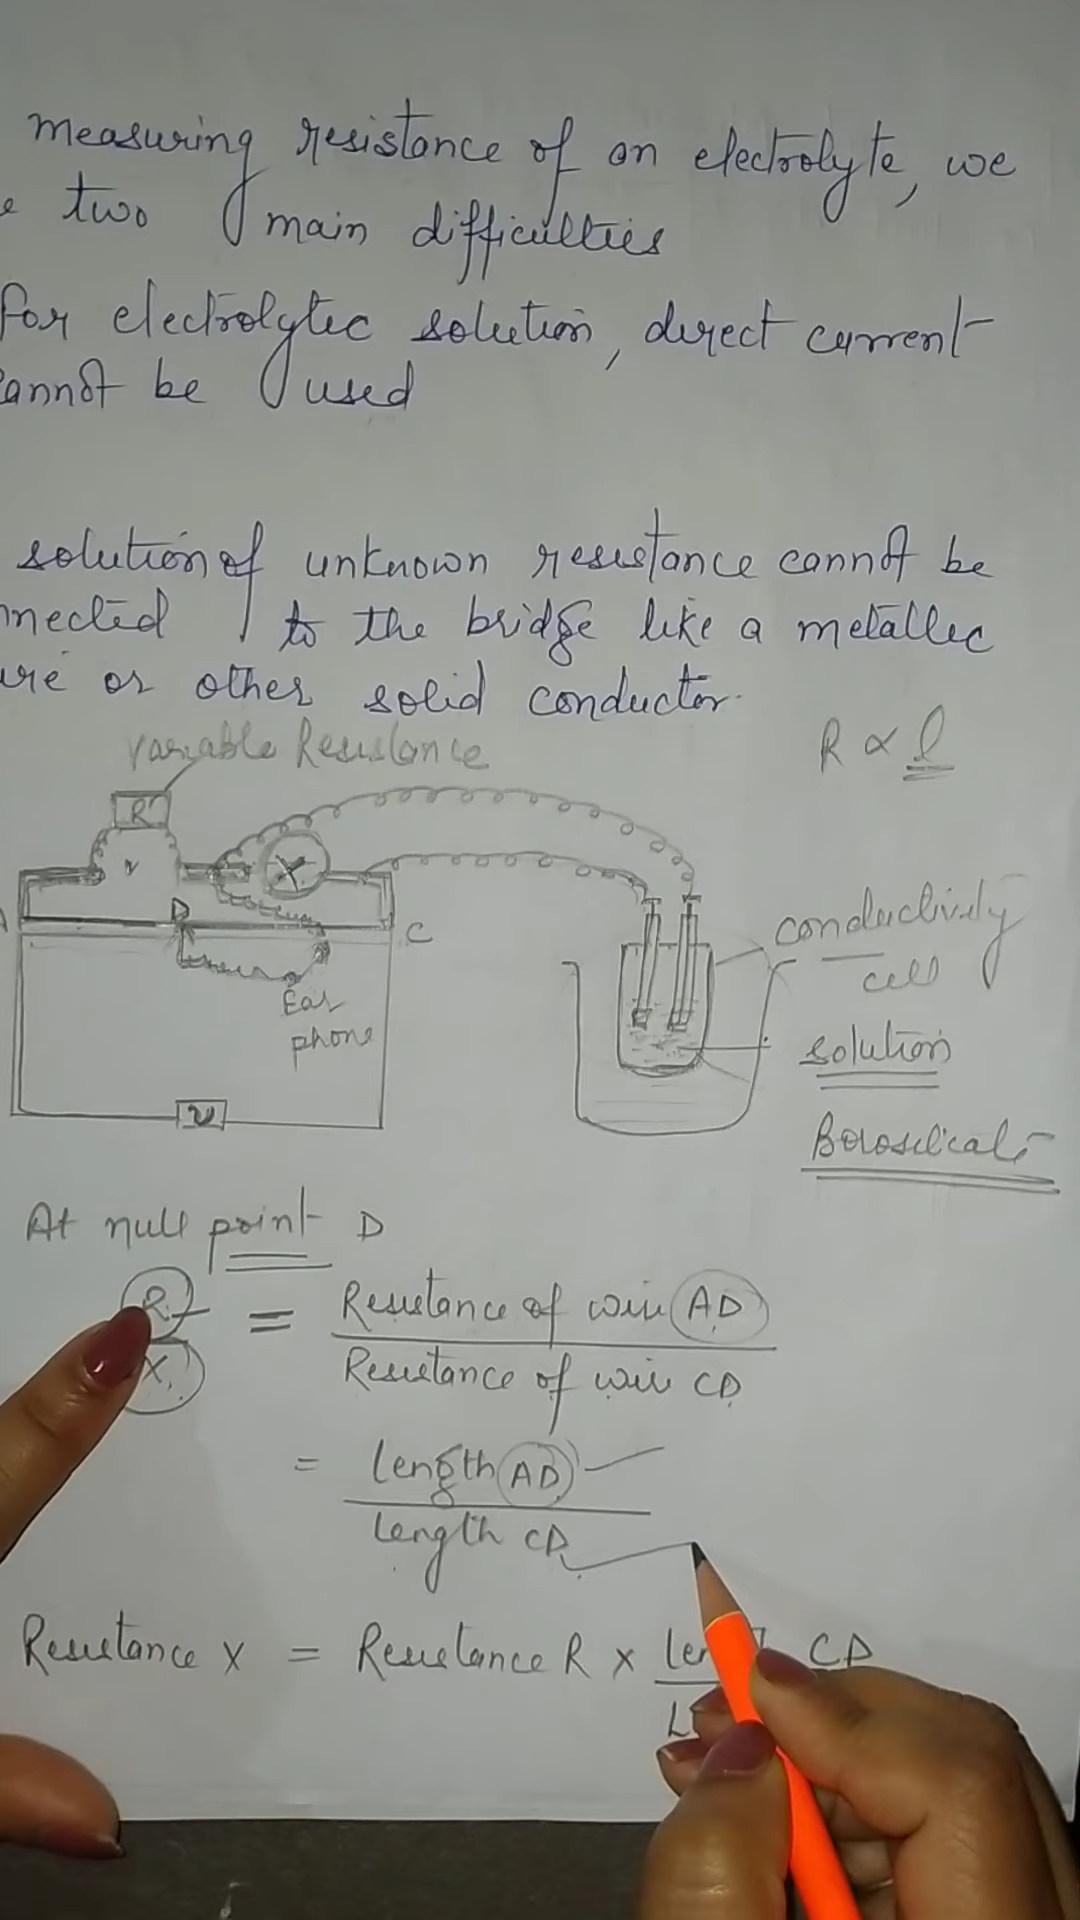 measuring resistance of an electrolyte, we
e two main difficulties
for electrolytic solution, direct current
cannot be used
solution of unknown resistance cannot be
nnected to the bridge like a metallic
ure or other solid conductor.
variable Resistance
R ∝ l
R
X
D
C
Ear
phone
conductively
cell
solution
Borosilicate
At null point D
R
X
= Resistance of wire AD
Resistance of wire CD
= Length AD
Length CD
Resistance X = Resistance R × CD